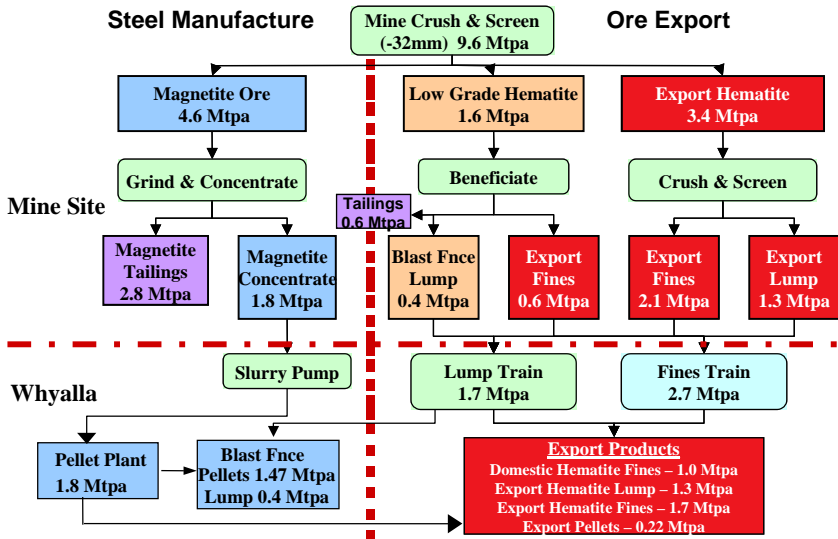 Steel Manufacture
Mine Crush & Screen
(-32mm) 9.6 Mtpa
Ore Export
Magnetite Ore
4.6 Mtpa
Low Grade Hematite
1.6 Mtpa
Export Hematite
3.4 Mtpa
Mine Site
Grind & Concentrate
Beneficiate
Crush & Screen
Tailings
0.6 Mtpa
Magnetite
Tailings
2.8 Mtpa
Magnetite
Concentrate
1.8 Mtpa
Blast Fnce
Lump
0.4 Mtpa
Export
Fines
0.6 Mtpa
Export
Fines
2.1 Mtpa
Export
Lump
1.3 Mtpa
Whyalla
Slurry Pump
Lump Train
1.7 Mtpa
Fines Train
2.7 Mtpa
Pellet Plant
1.8 Mtpa
Blast Fnce
Pellets 1.47 Mtpa
Lump 0.4 Mtpa
Export Products
Domestic Hematite Fines – 1.0 Mtpa
Export Hematite Lump – 1.3 Mtpa
Export Hematite Fines – 1.7 Mtpa
Export Pellets – 0.22 Mtpa